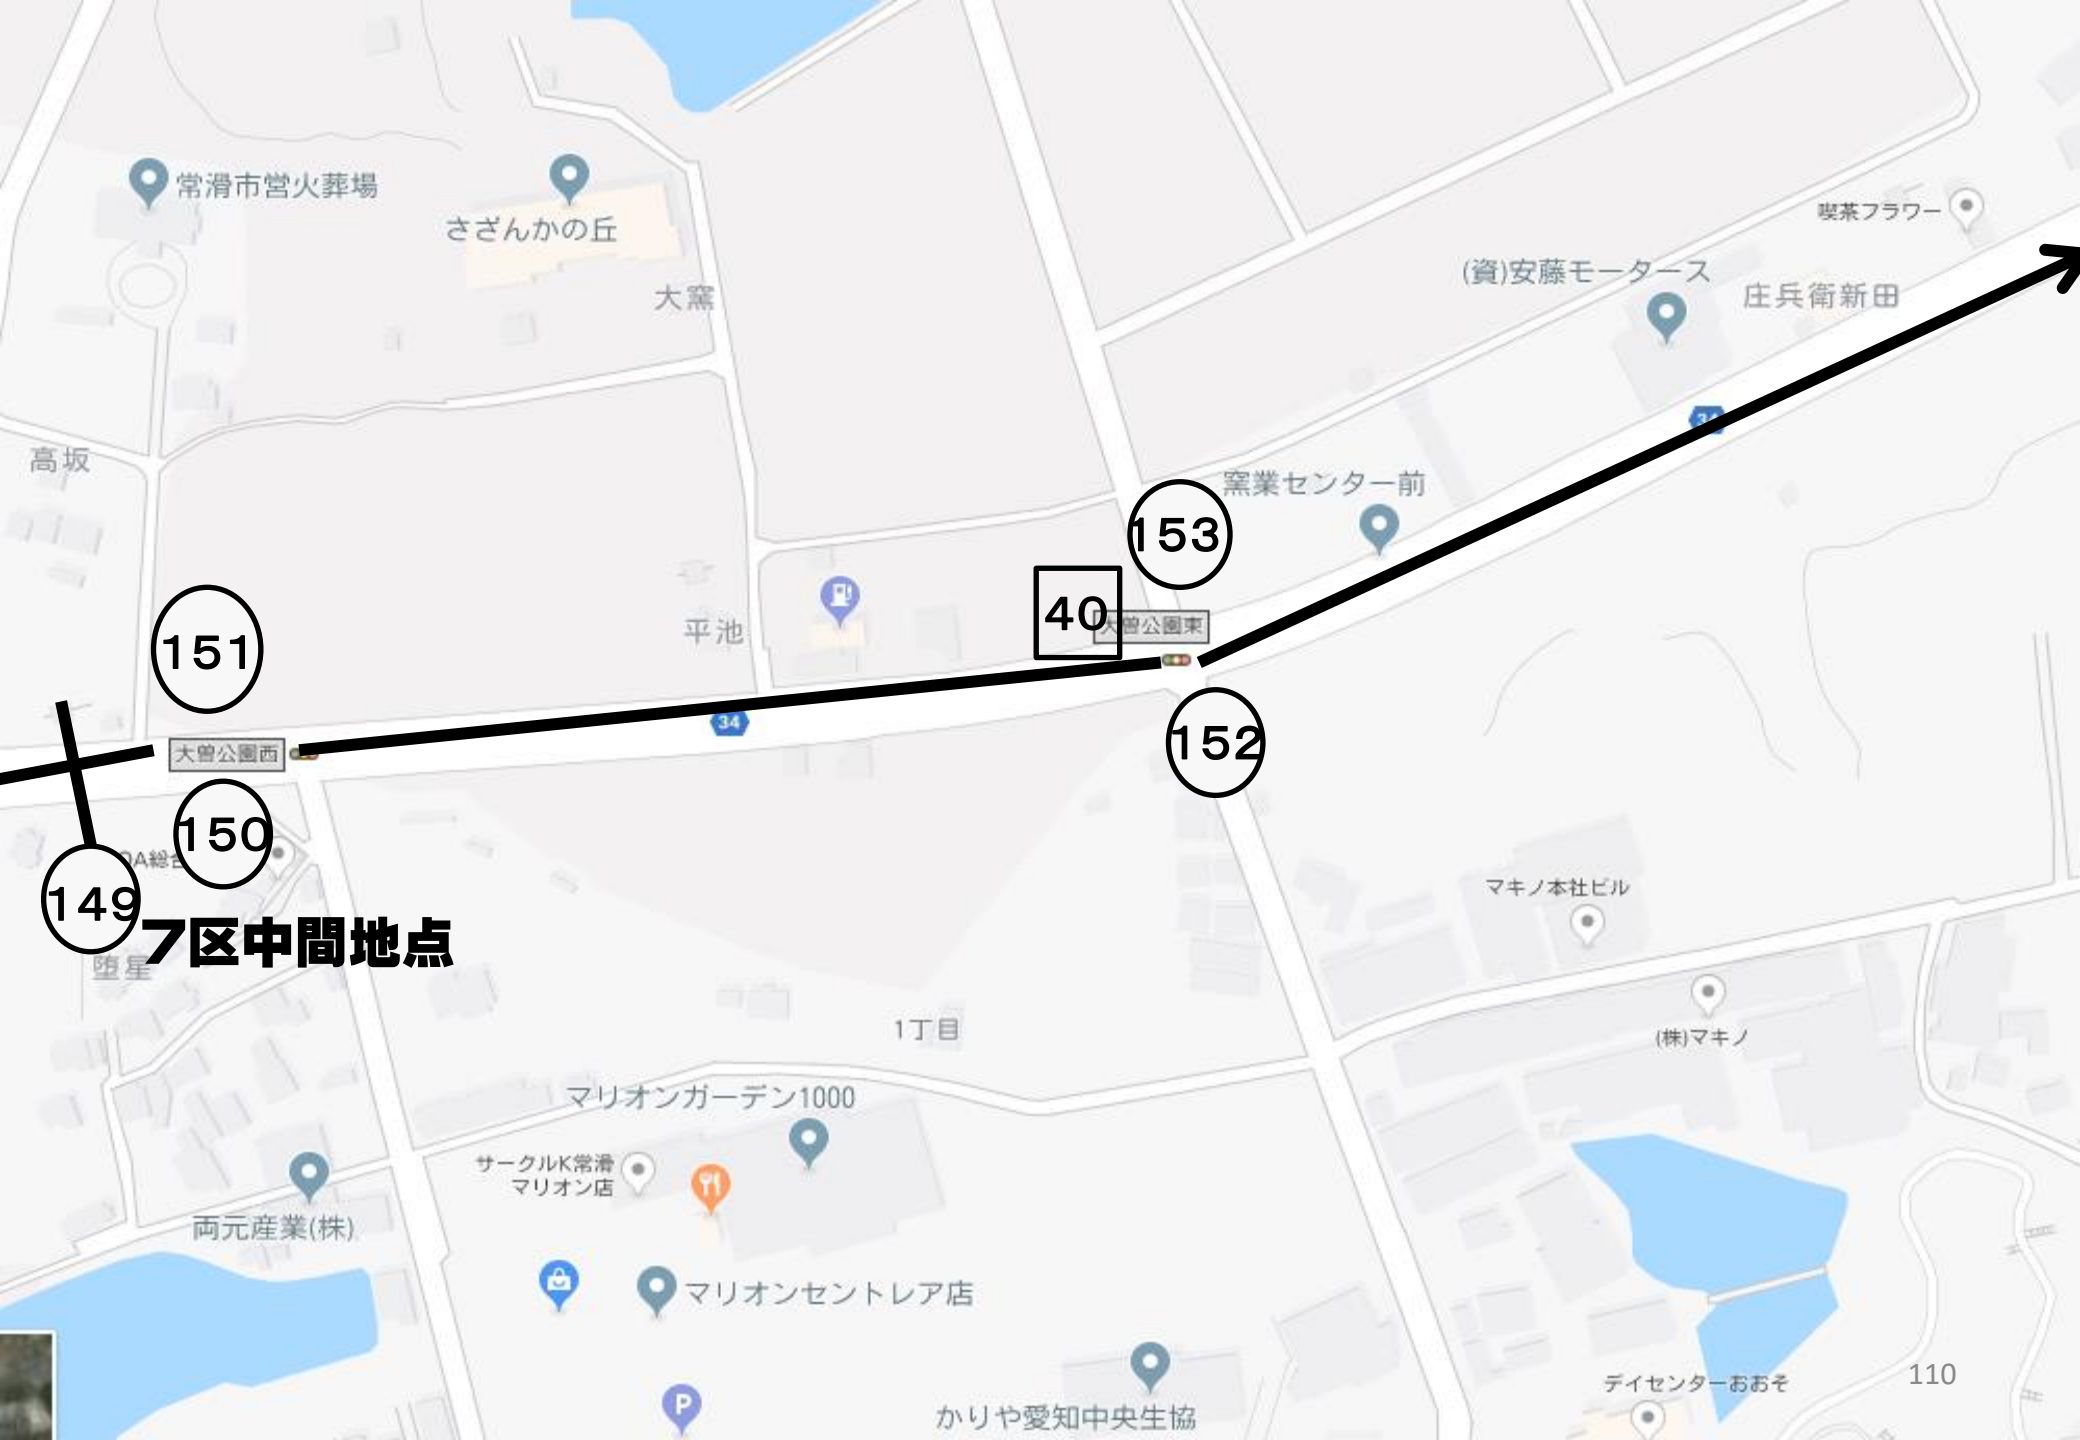 常滑市営火葬場
さざんかの丘
大窯
喫茶フラワー
(資)安藤モータース
庄兵衛新田
34
高坂
窯業センター前
153
40
大曽公園東
151
平池
34
152
大曽公園西
150
OA総合
149
7区中間地点
堕星
マキノ本社ビル
1丁目
(株)マキノ
マリオンガーデン1000
サークルK常滑
マリオン店
両元産業(株)
マリオンセントレア店
P
かりや愛知中央生協
デイセンターおおそ
110